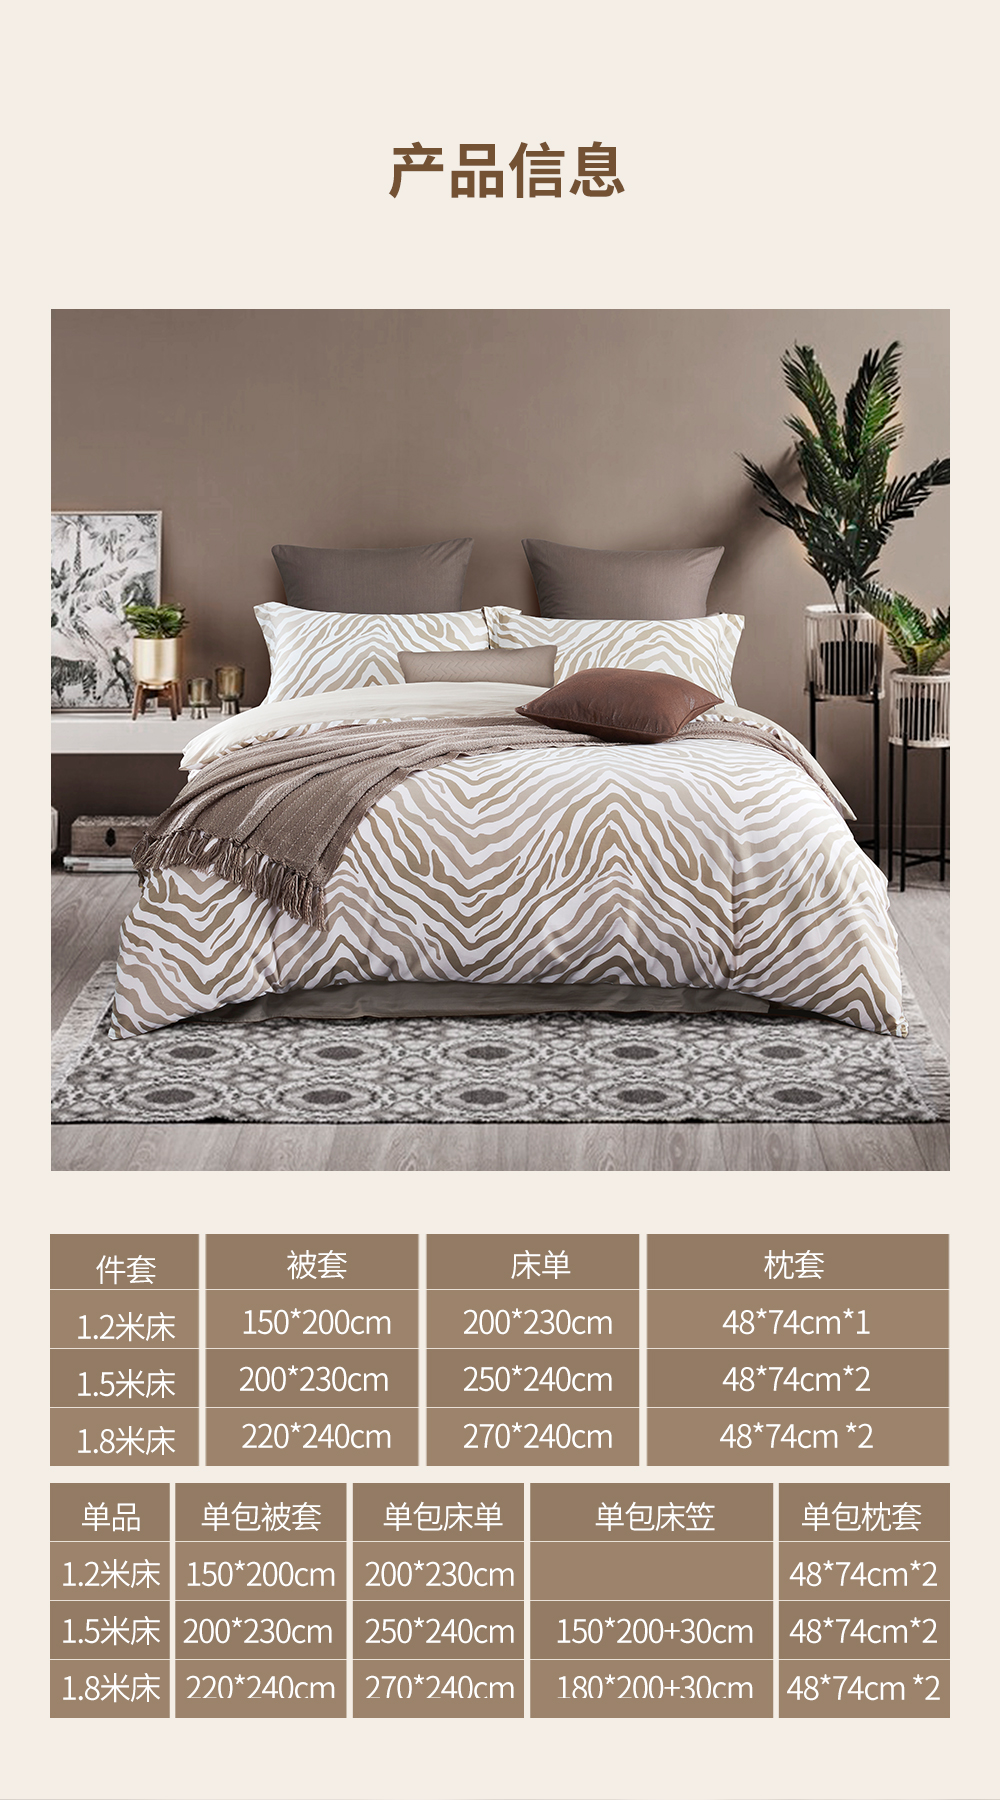 产品信息
件套 被套 床单 枕套
1.2米床 150*200cm 200*230cm 48*74cm*1
1.5米床 200*230cm 250*240cm 48*74cm*2
1.8米床 220*240cm 270*240cm 48*74cm *2
单品 单包被套 单包床单 单包床笠 单包枕套
1.2米床 150*200cm 200*230cm 48*74cm*2
1.5米床 200*230cm 250*240cm 150*200+30cm 48*74cm*2
1.8米床 220*240cm 270*240cm 180*200+30cm 48*74cm *2